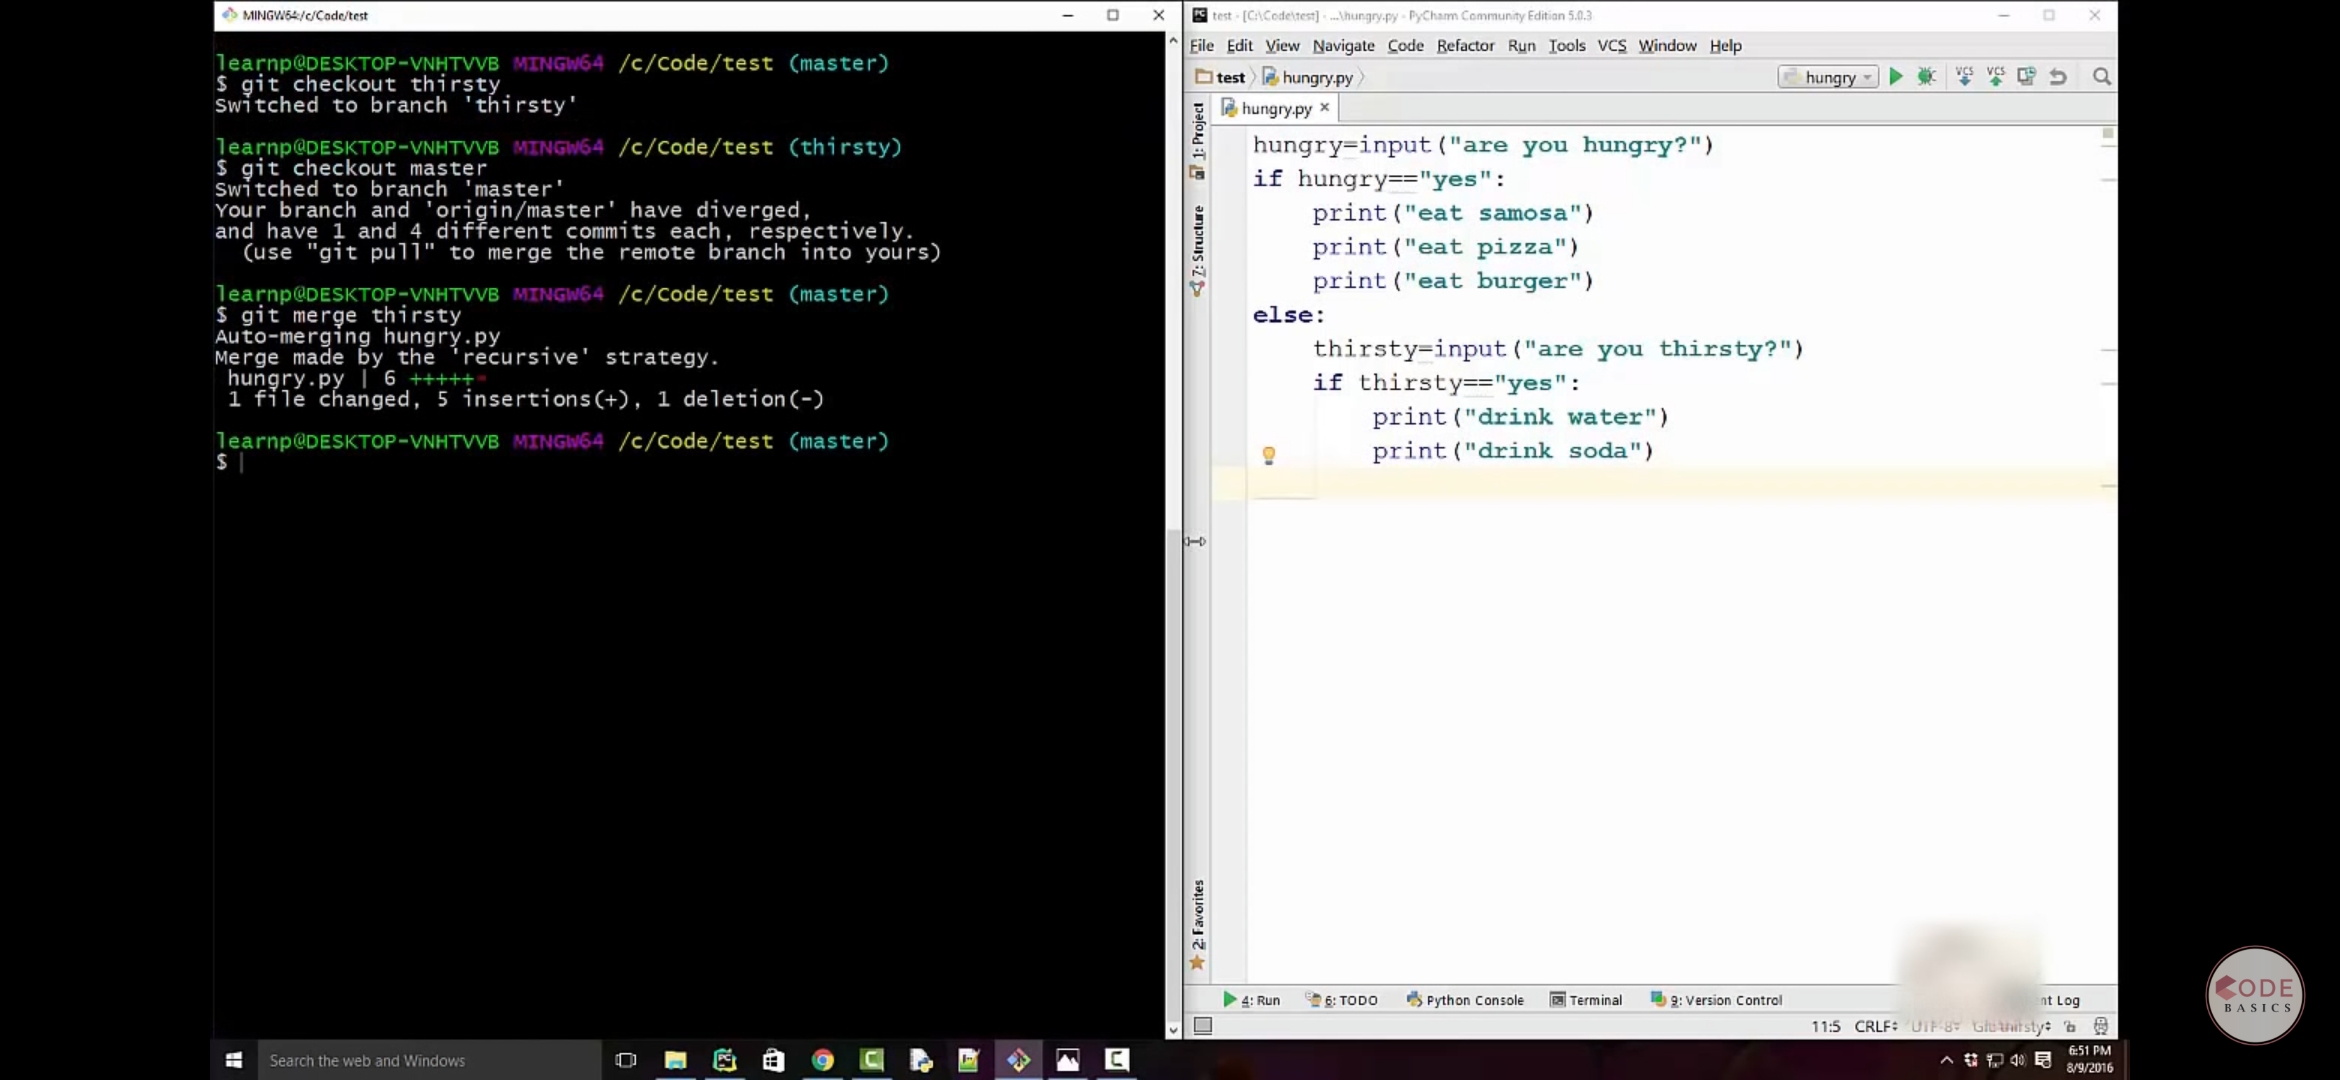 MINGW64:/c/Code/test
learnp@DESKTOP-VNHTVVB MINGW64 /c/Code/test (master)
$ git checkout thirsty
Switched to branch 'thirsty'
learnp@DESKTOP-VNHTVVB MINGW64 /c/Code/test (thirsty)
$ git checkout master
Switched to branch 'master'
Your branch and 'origin/master' have diverged,
and have 1 and 4 different commits each, respectively.
(use "git pull" to merge the remote branch into yours)
learnp@DESKTOP-VNHTVVB MINGW64 /c/Code/test (master)
$ git merge thirsty
Auto-merging hungry.py
Merge made by the 'recursive' strategy.
hungry.py | 6 +++++-
1 file changed, 5 insertions(+), 1 deletion(-)
learnp@DESKTOP-VNHTVVB MINGW64 /c/Code/test (master)
$
test - [C:\Code\test] - ...\hungry.py - PyCharm Community Edition 5.0.3
File Edit View Navigate Code Refactor Run Tools VCS Window Help
test hungry.py hungry VCS VCS
hungry.py
1: Project
7: Structure
2: Favorites
hungry=input("are you hungry?")
if hungry=="yes":
    print("eat samosa")
    print("eat pizza")
    print("eat burger")
else:
    thirsty=input("are you thirsty?")
    if thirsty=="yes":
        print("drink water")
        print("drink soda")
4: Run 6: TODO Python Console Terminal 9: Version Control nt Log
11:5 CRLF UTF-8 Git: thirsty
CODE
BASICS
Search the web and Windows
6:51 PM
8/9/2016